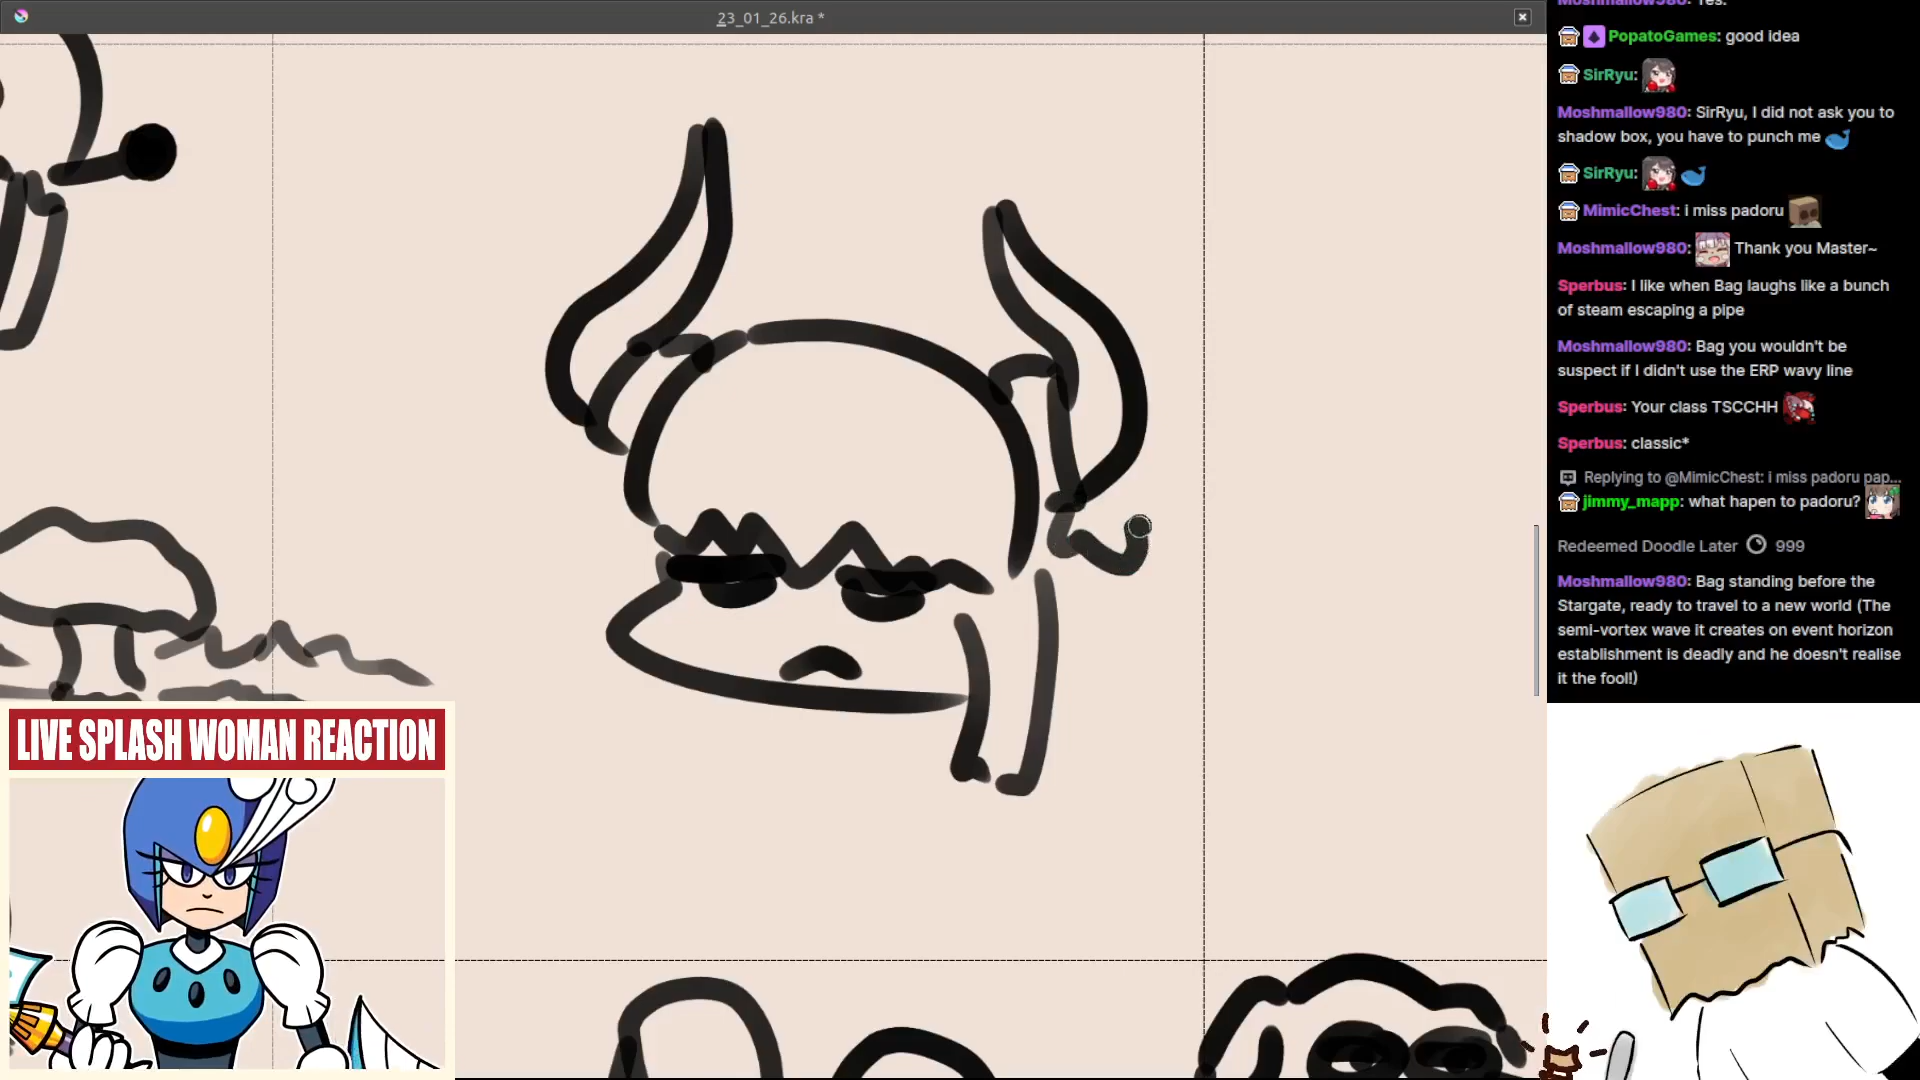 23_01_26.kra *
Moshmallow980: Yes.
PopatoGames: good idea
SirRyu:
Moshmallow980: SirRyu, I did not ask you to
shadow box, you have to punch me
SirRyu:
MimicChest: i miss padoru
Moshmallow980: Thank you Master~
Sperbus: I like when Bag laughs like a bunch
of steam escaping a pipe
Moshmallow980: Bag you wouldn't be
suspect if I didn't use the ERP wavy line
Sperbus: Your class TSCCHH
Sperbus: classic*
Replying to @MimicChest: i miss padoru pap...
jimmy_mapp: what hapen to padoru?
Redeemed Doodle Later 999
Moshmallow980: Bag standing before the
Stargate, ready to travel to a new world (The
semi-vortex wave it creates on event horizon
establishment is deadly and he doesn't realise
it the fool!)
LIVE SPLASH WOMAN REACTION